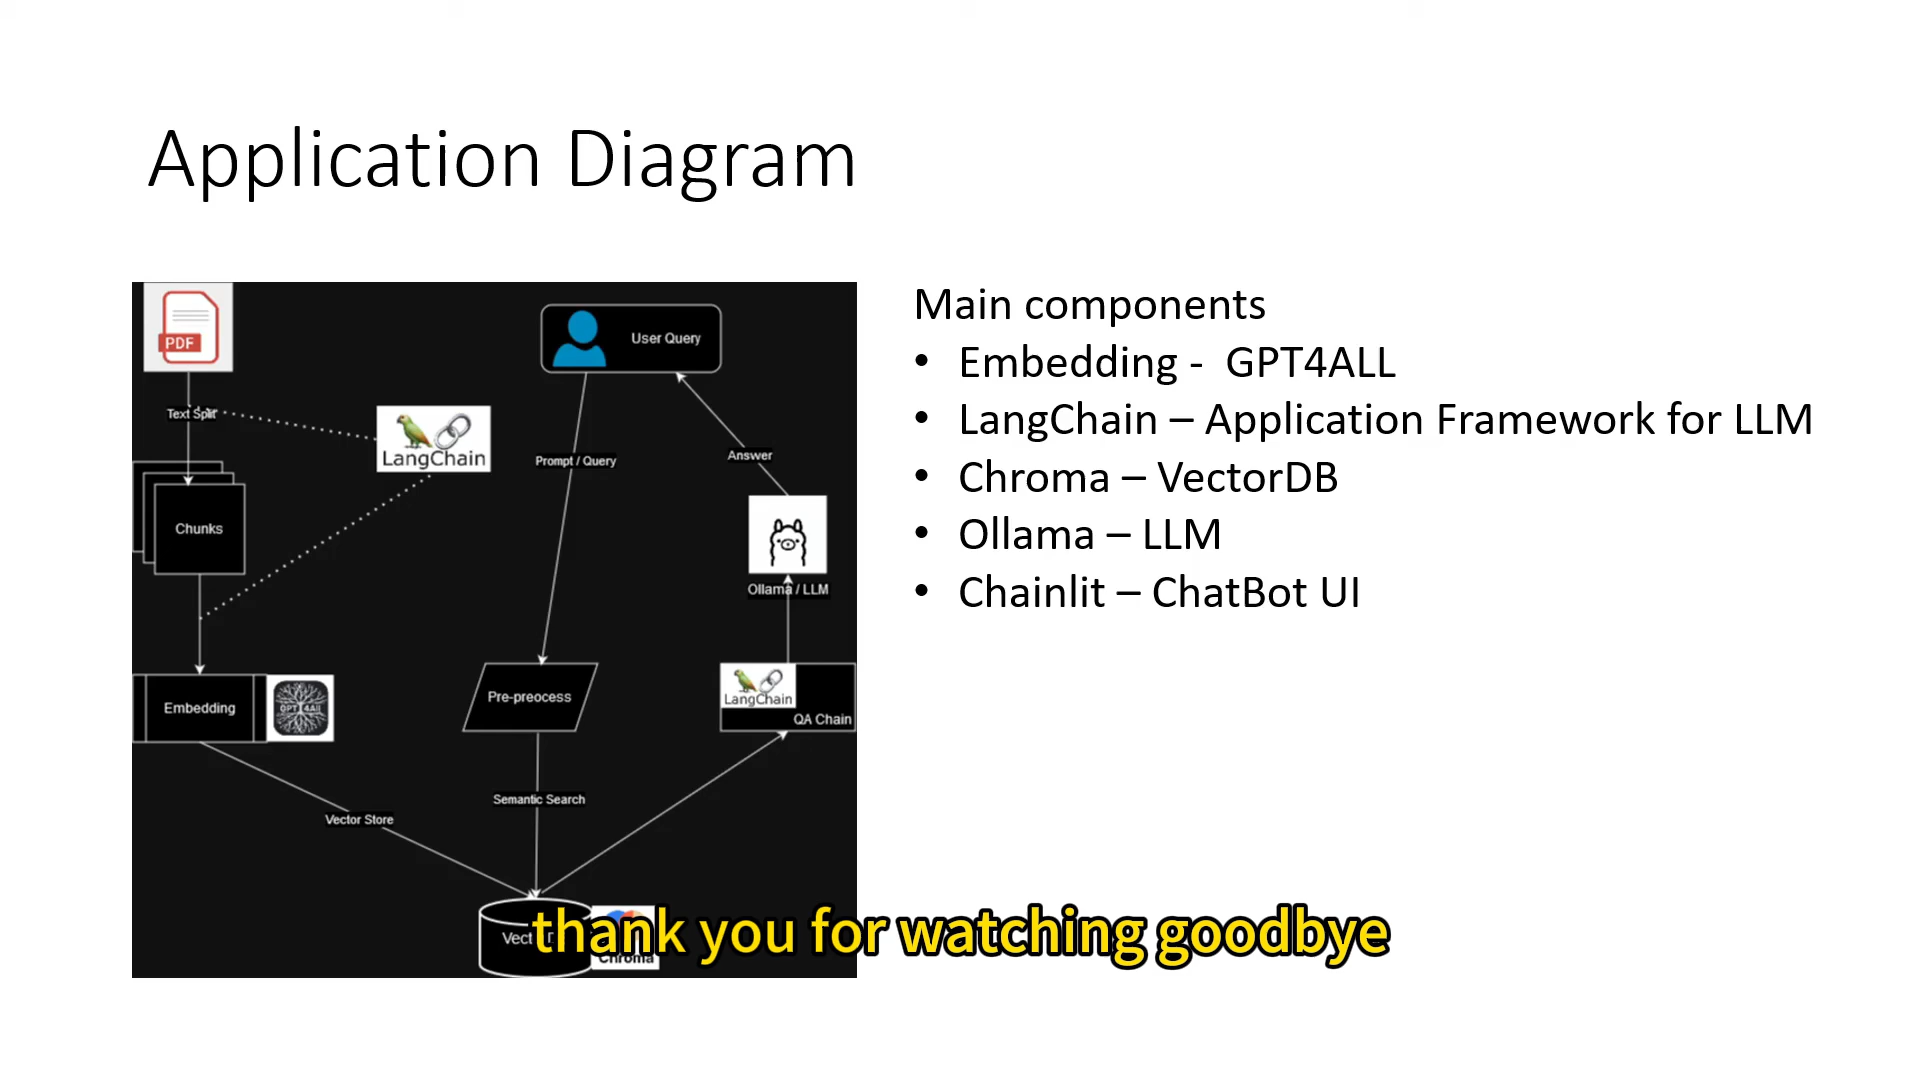 Application Diagram
PDF
User Query
Text Split
LangChain
Prompt / Query
Answer
Chunks
Ollama / LLM
Embedding
GPT4All
Pre-preocess
LangChain
QA Chain
Semantic Search
Vector Store
Chroma
Main components
• Embedding - GPT4ALL
• LangChain – Application Framework for LLM
• Chroma – VectorDB
• Ollama – LLM
• Chainlit – ChatBot UI
thank you for watching goodbye